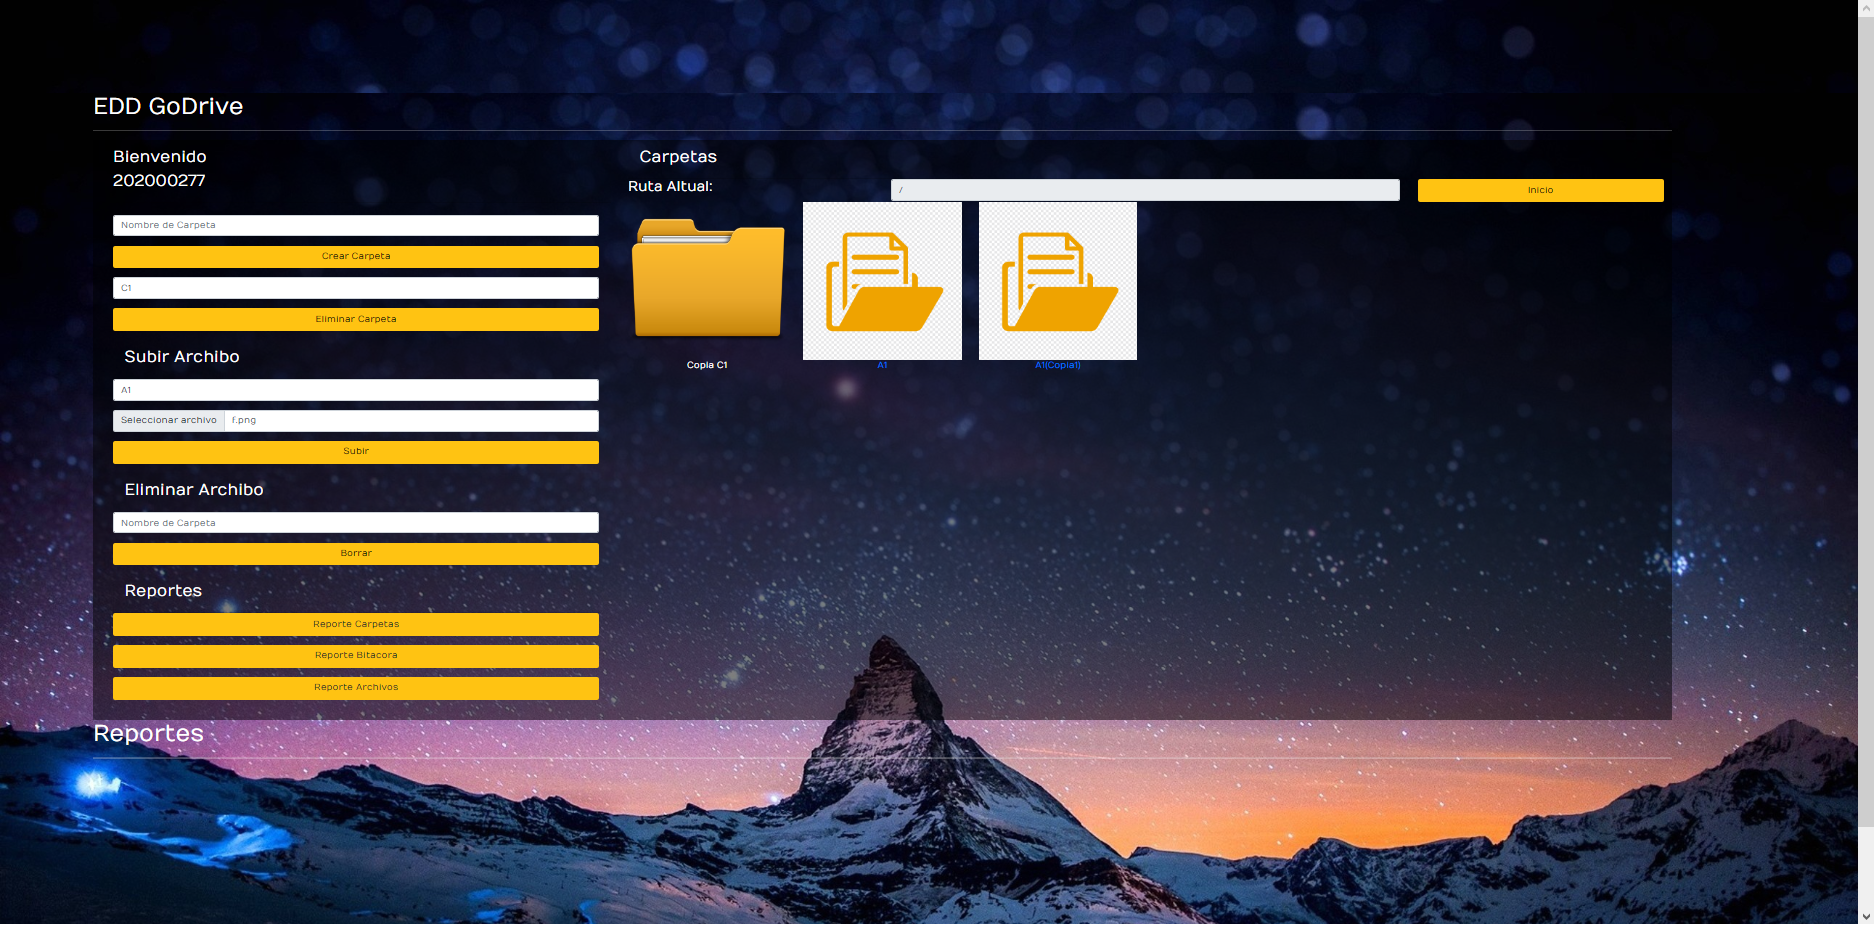 EDD GoDrive
Bienvenido
202000277
Nombre de Carpeta
Crear Carpeta
C1
Eliminar Carpeta
Subir Archibo
A1
Seleccionar archivo f.png
Subir
Eliminar Archibo
Nombre de Carpeta
Borrar
Reportes
Reporte Carpetas
Reporte Bitacora
Reporte Archivos
Carpetas
Ruta Altual: / Inicio
Copia C1 A1 A1(Copia1)
Reportes